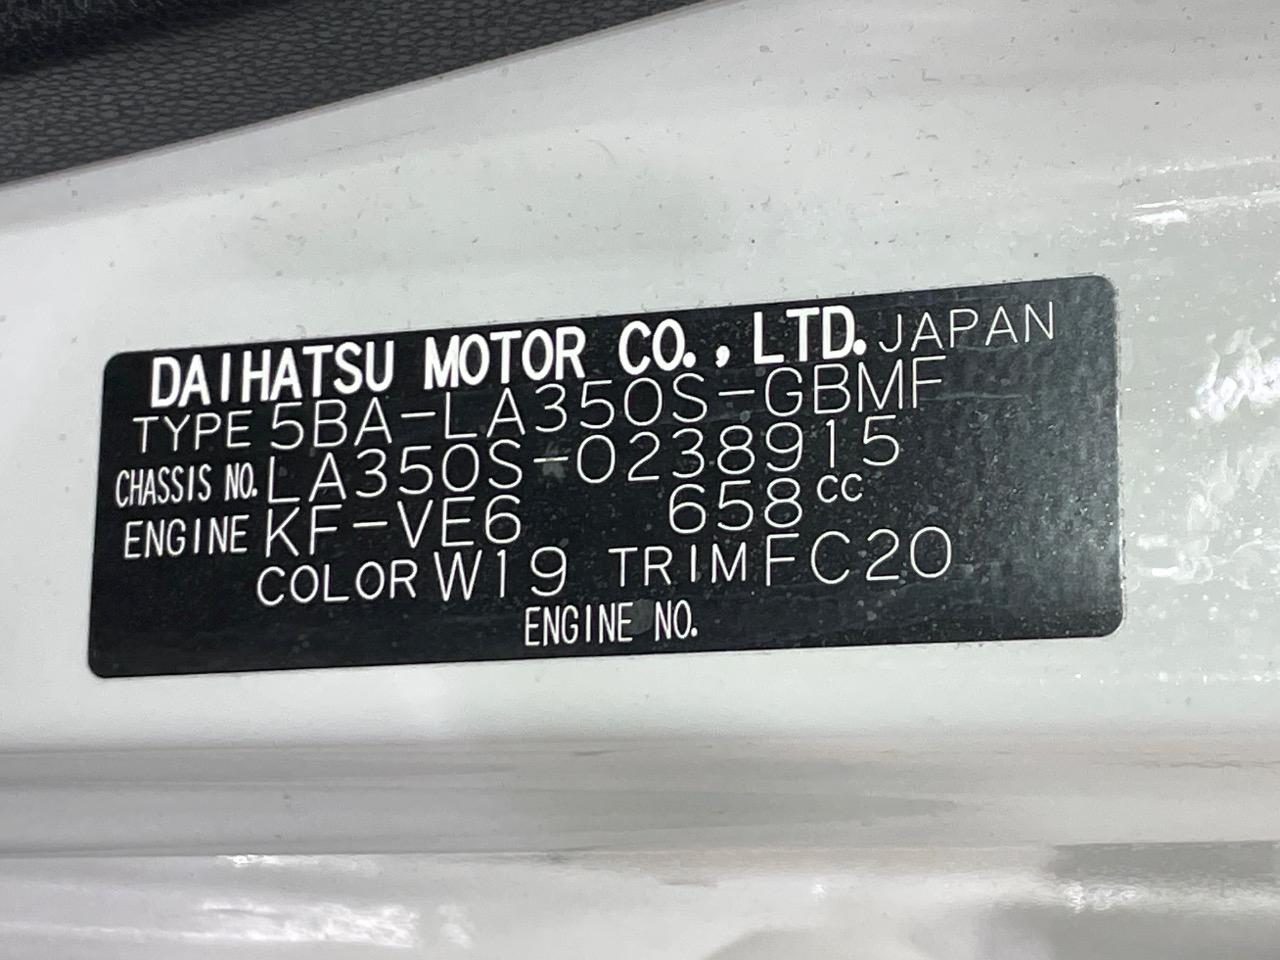 DAIHATSU MOTOR CO., LTD. JAPAN
TYPE 5BA-LA350S-GBMF
CHASSIS NO. LA350S-0238915
ENGINE KF-VE6 658cc
COLOR W19 TRIM FC20
ENGINE NO.